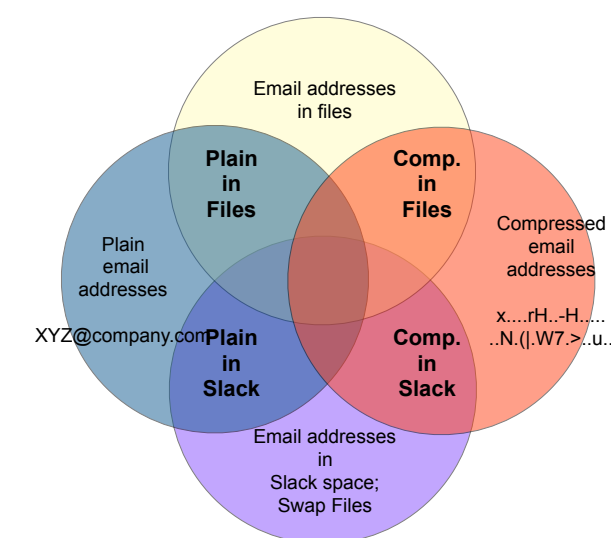 Email addresses
in files
Plain
in
Files
Comp.
in
Files
Plain
email
addresses
XYZ@company.com
Compressed
email
addresses
x....rH..-H.....
..N.(|.W7.>..u..
Plain
in
Slack
Comp.
in
Slack
Email addresses
in
Slack space;
Swap Files